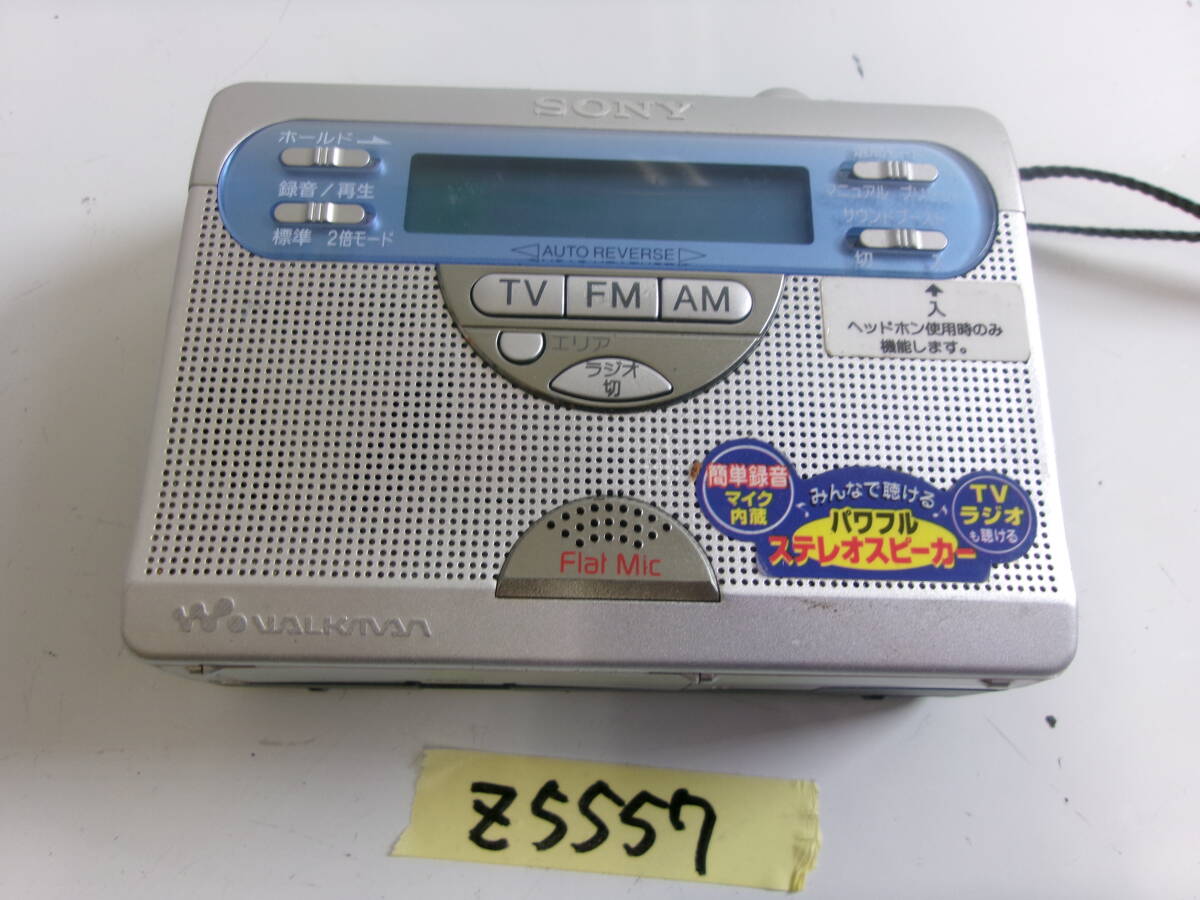 SONY
ホールド
録音/再生
標準 2倍モード
マニュアル
サウンドブースト
切
AUTO REVERSE
TV FM AM
エリア
ラジオ
切
入
ヘッドホン使用時のみ
機能します。
簡単録音
マイク
内蔵
みんなで聴ける
パワフル
ステレオスピーカー
TV
ラジオ
も聴ける
Flat Mic
WALKMAN
Z5557